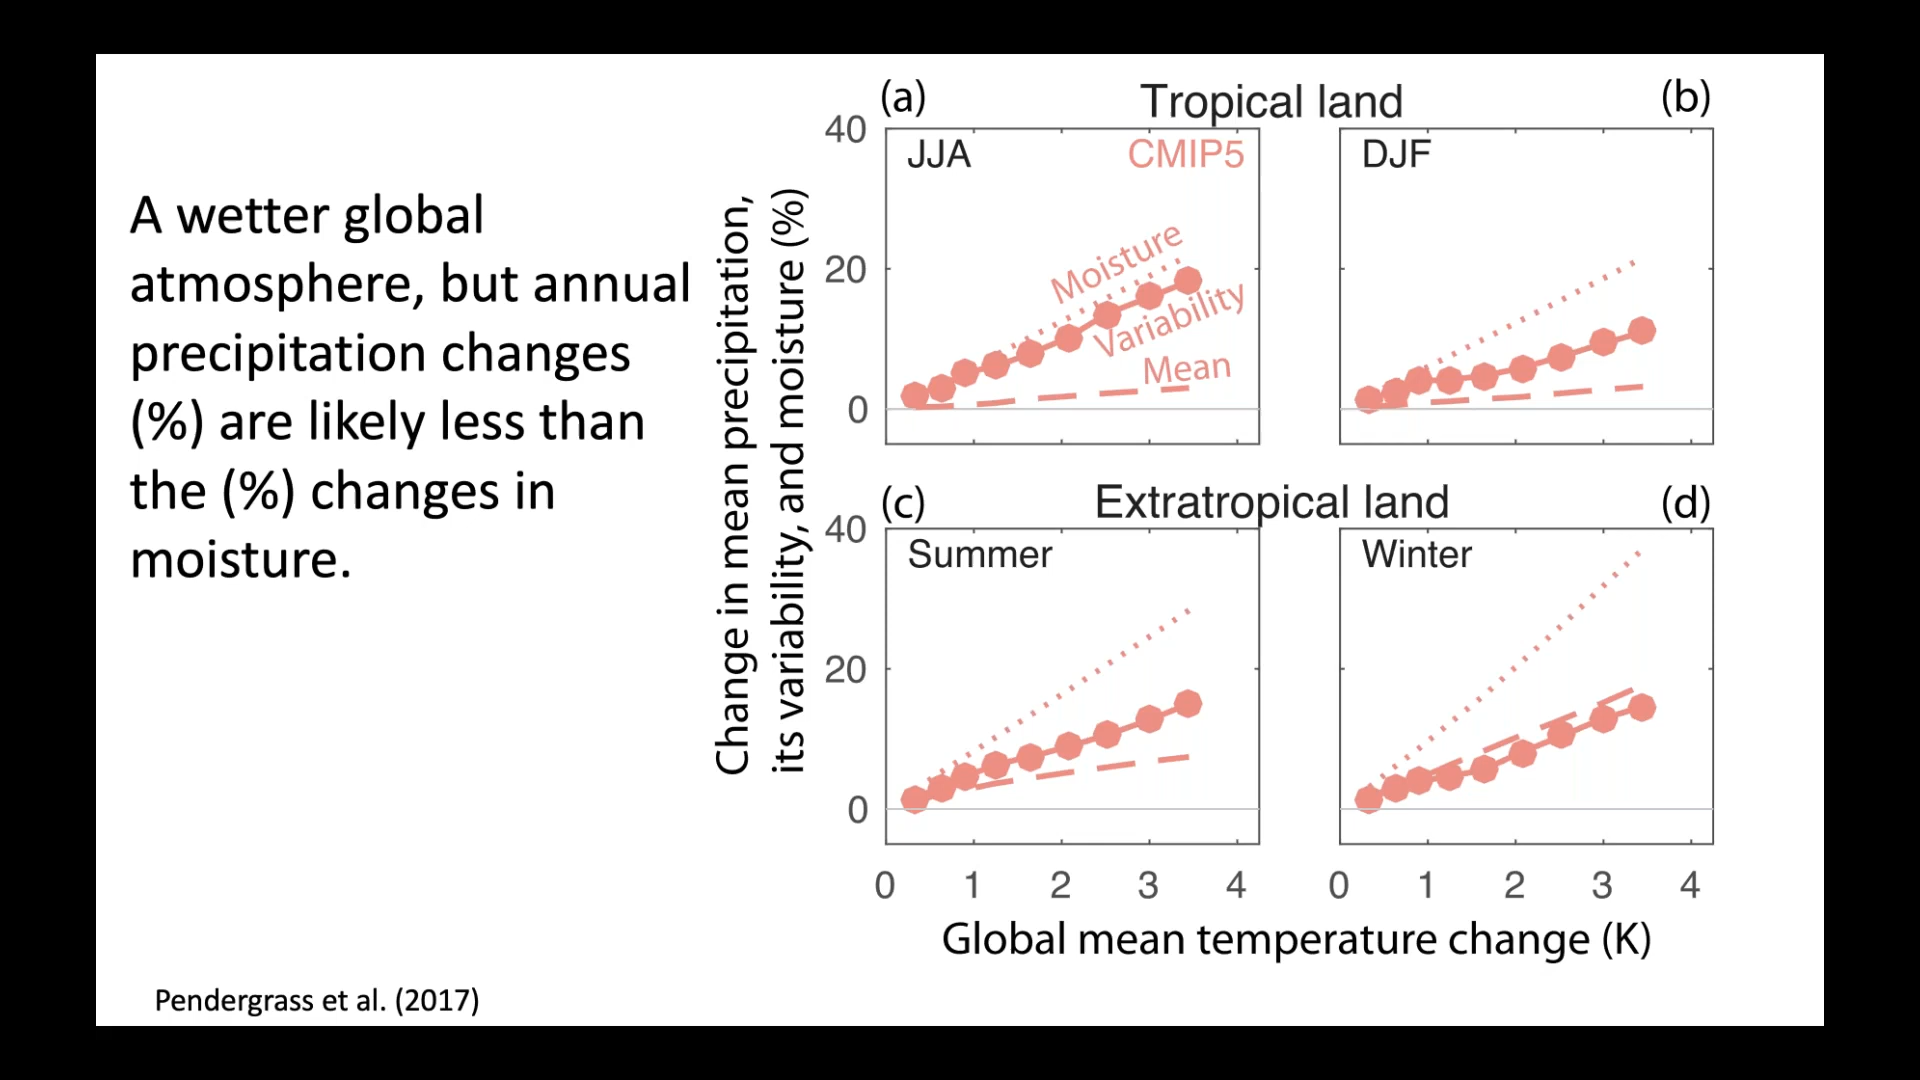 A wetter global
atmosphere, but annual
precipitation changes
(%) are likely less than
the (%) changes in
moisture.
Pendergrass et al. (2017)
Change in mean precipitation,
its variability, and moisture (%)
(a)
Tropical land
(b)
40
20
0
JJA
CMIP5
Moisture
Variability
Mean
DJF
(c)
Extratropical land
(d)
40
20
0
Summer
Winter
0 1 2 3 4
0 1 2 3 4
Global mean temperature change (K)